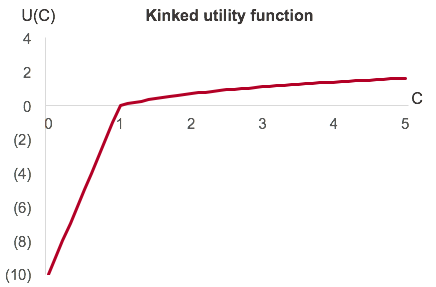 U(C) Kinked utility function
4
2
0
C
0 1 2 3 4 5
(2)
(4)
(6)
(8)
(10)